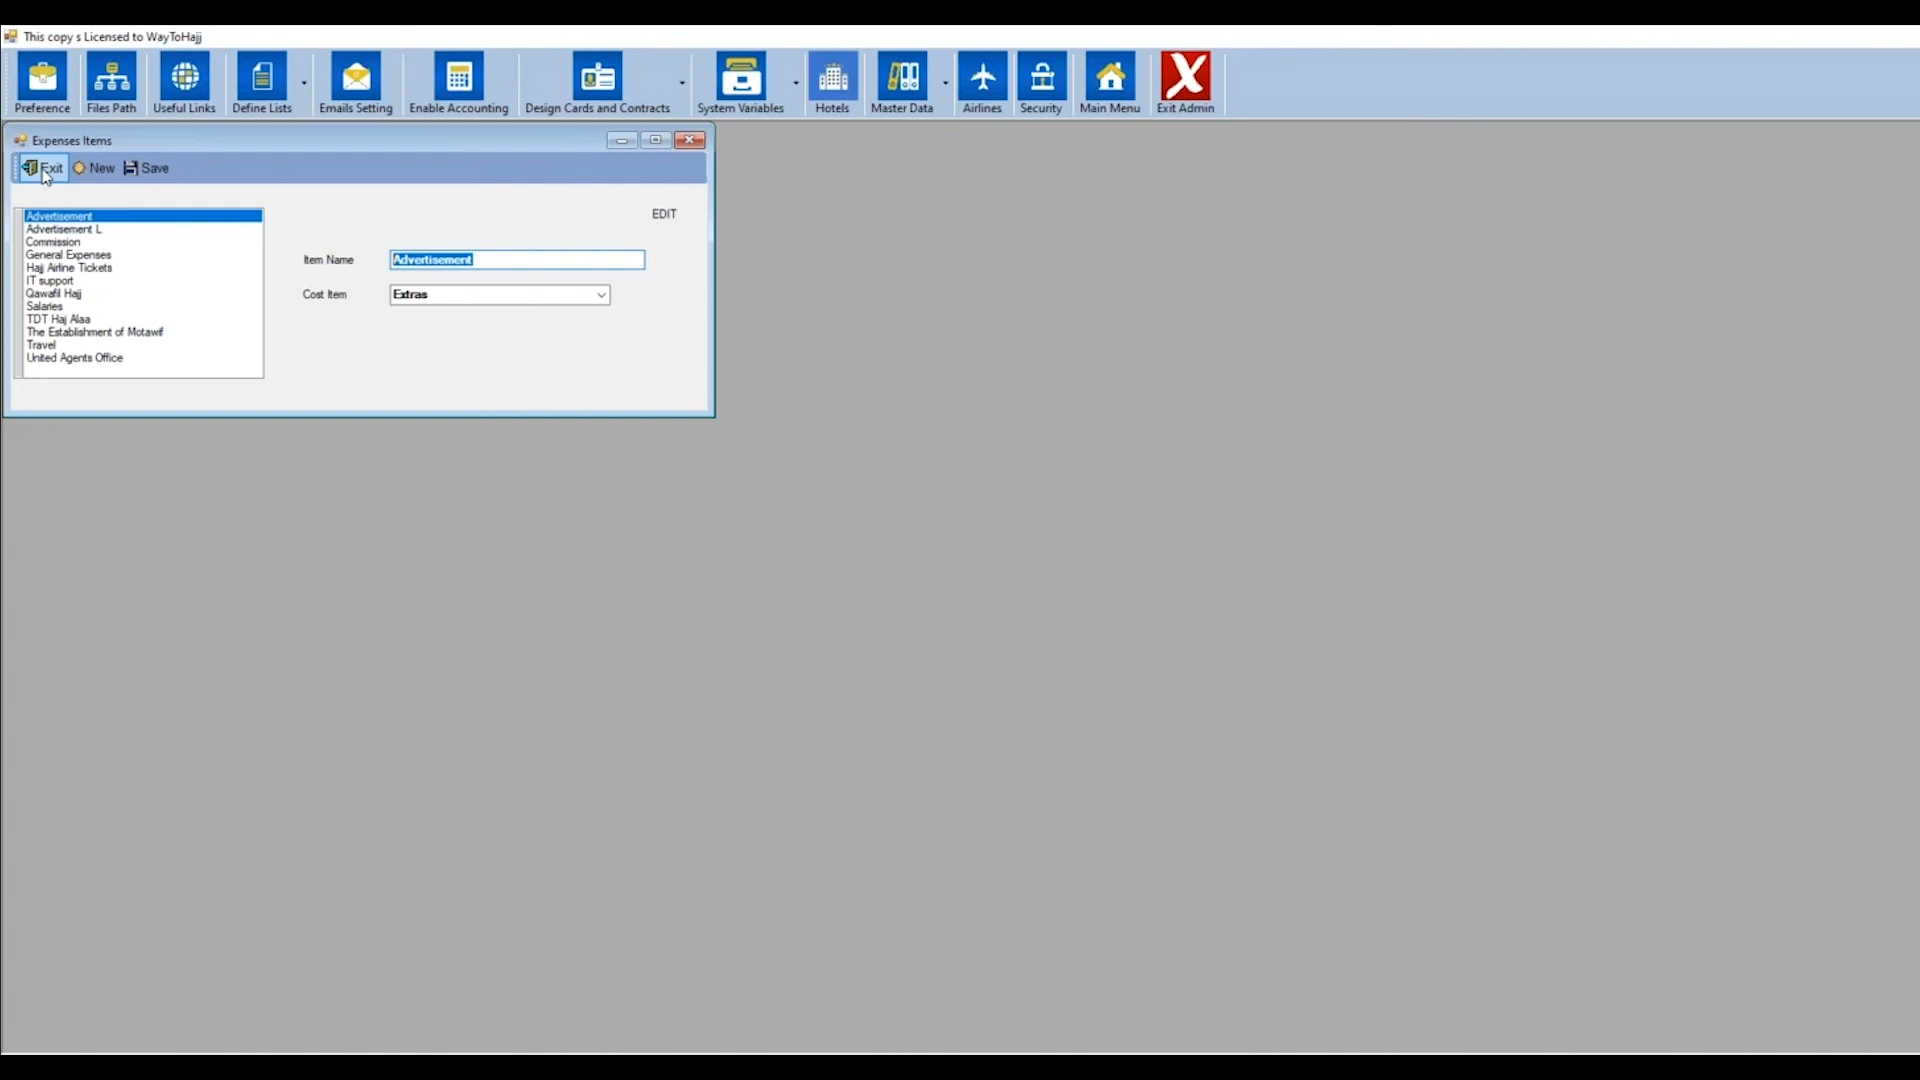 This copy s Licensed to WayToHajj
Preference
Files Path
Useful Links
Define Lists
Emails Setting
Enable Accounting
Design Cards and Contracts
System Variables
Hotels
Master Data
Airlines
Security
Main Menu
Exit Admin
Expenses Items
Exit New Save
EDIT
Advertisement
Advertisement L
Commission
General Expenses
Hajj Airline Tickets
IT support
Qawafil Hajj
Salaries
TDT Haj Alaa
The Establishment of Motawif
Travel
United Agents Office
Item Name Advertisement
Cost Item Extras